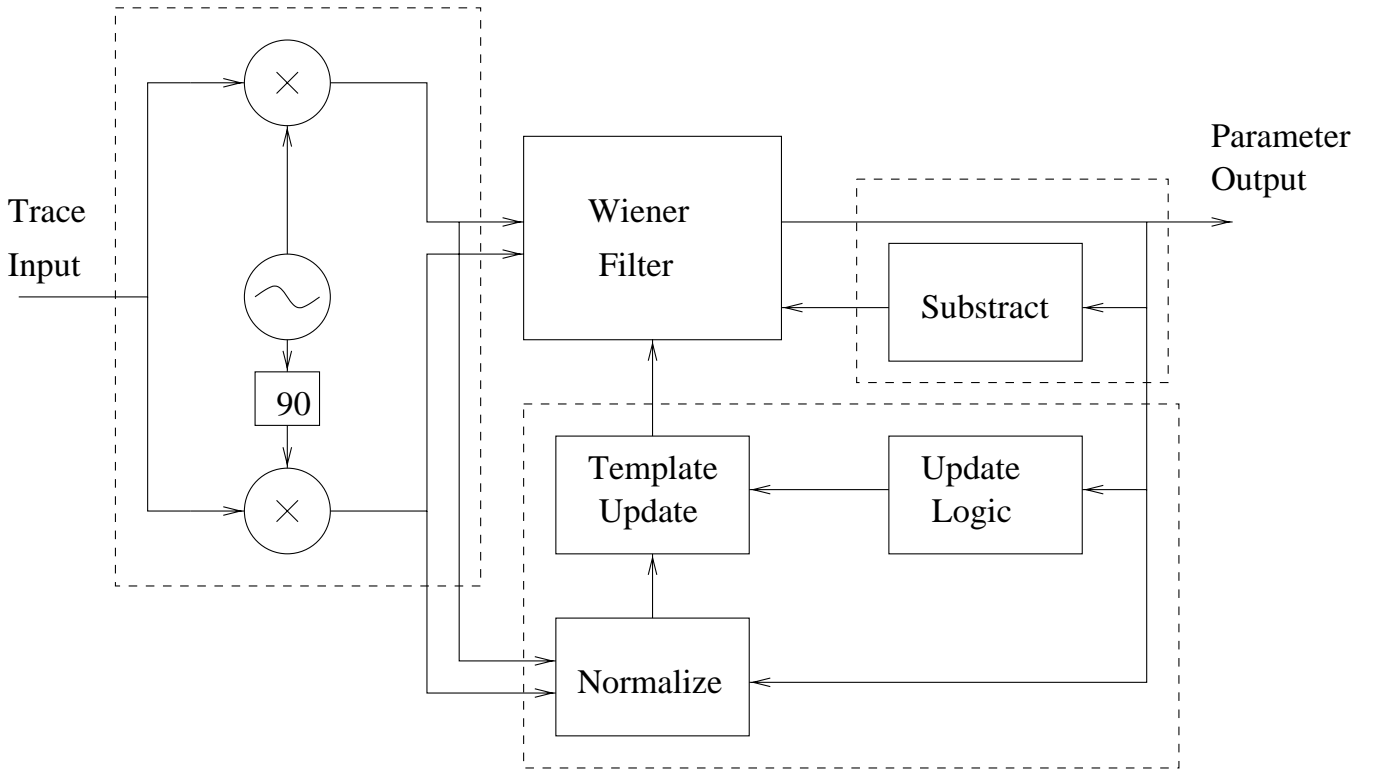 Trace
Input
90
Wiener
Filter
Parameter
Output
Substract
Template
Update
Update
Logic
Normalize